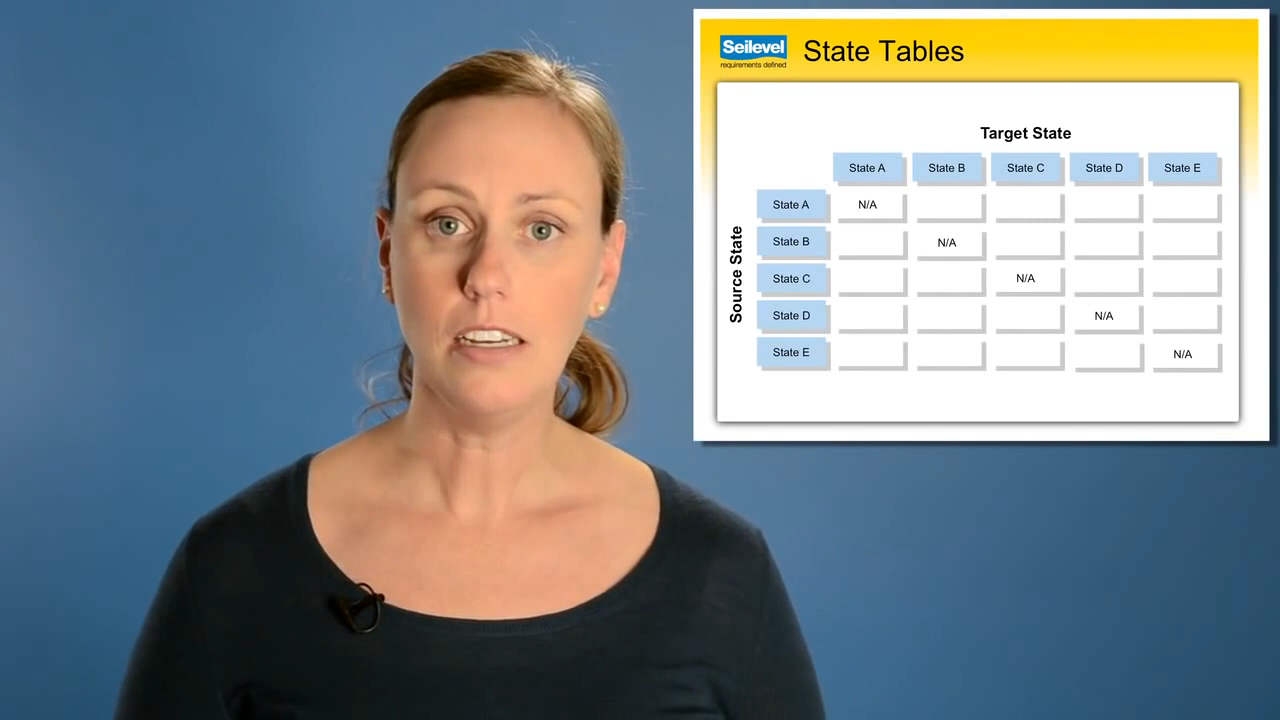 Seilevel
requirements defined
State Tables
Target State
State A State B State C State D State E
Source State
State A N/A
State B N/A
State C N/A
State D N/A
State E N/A